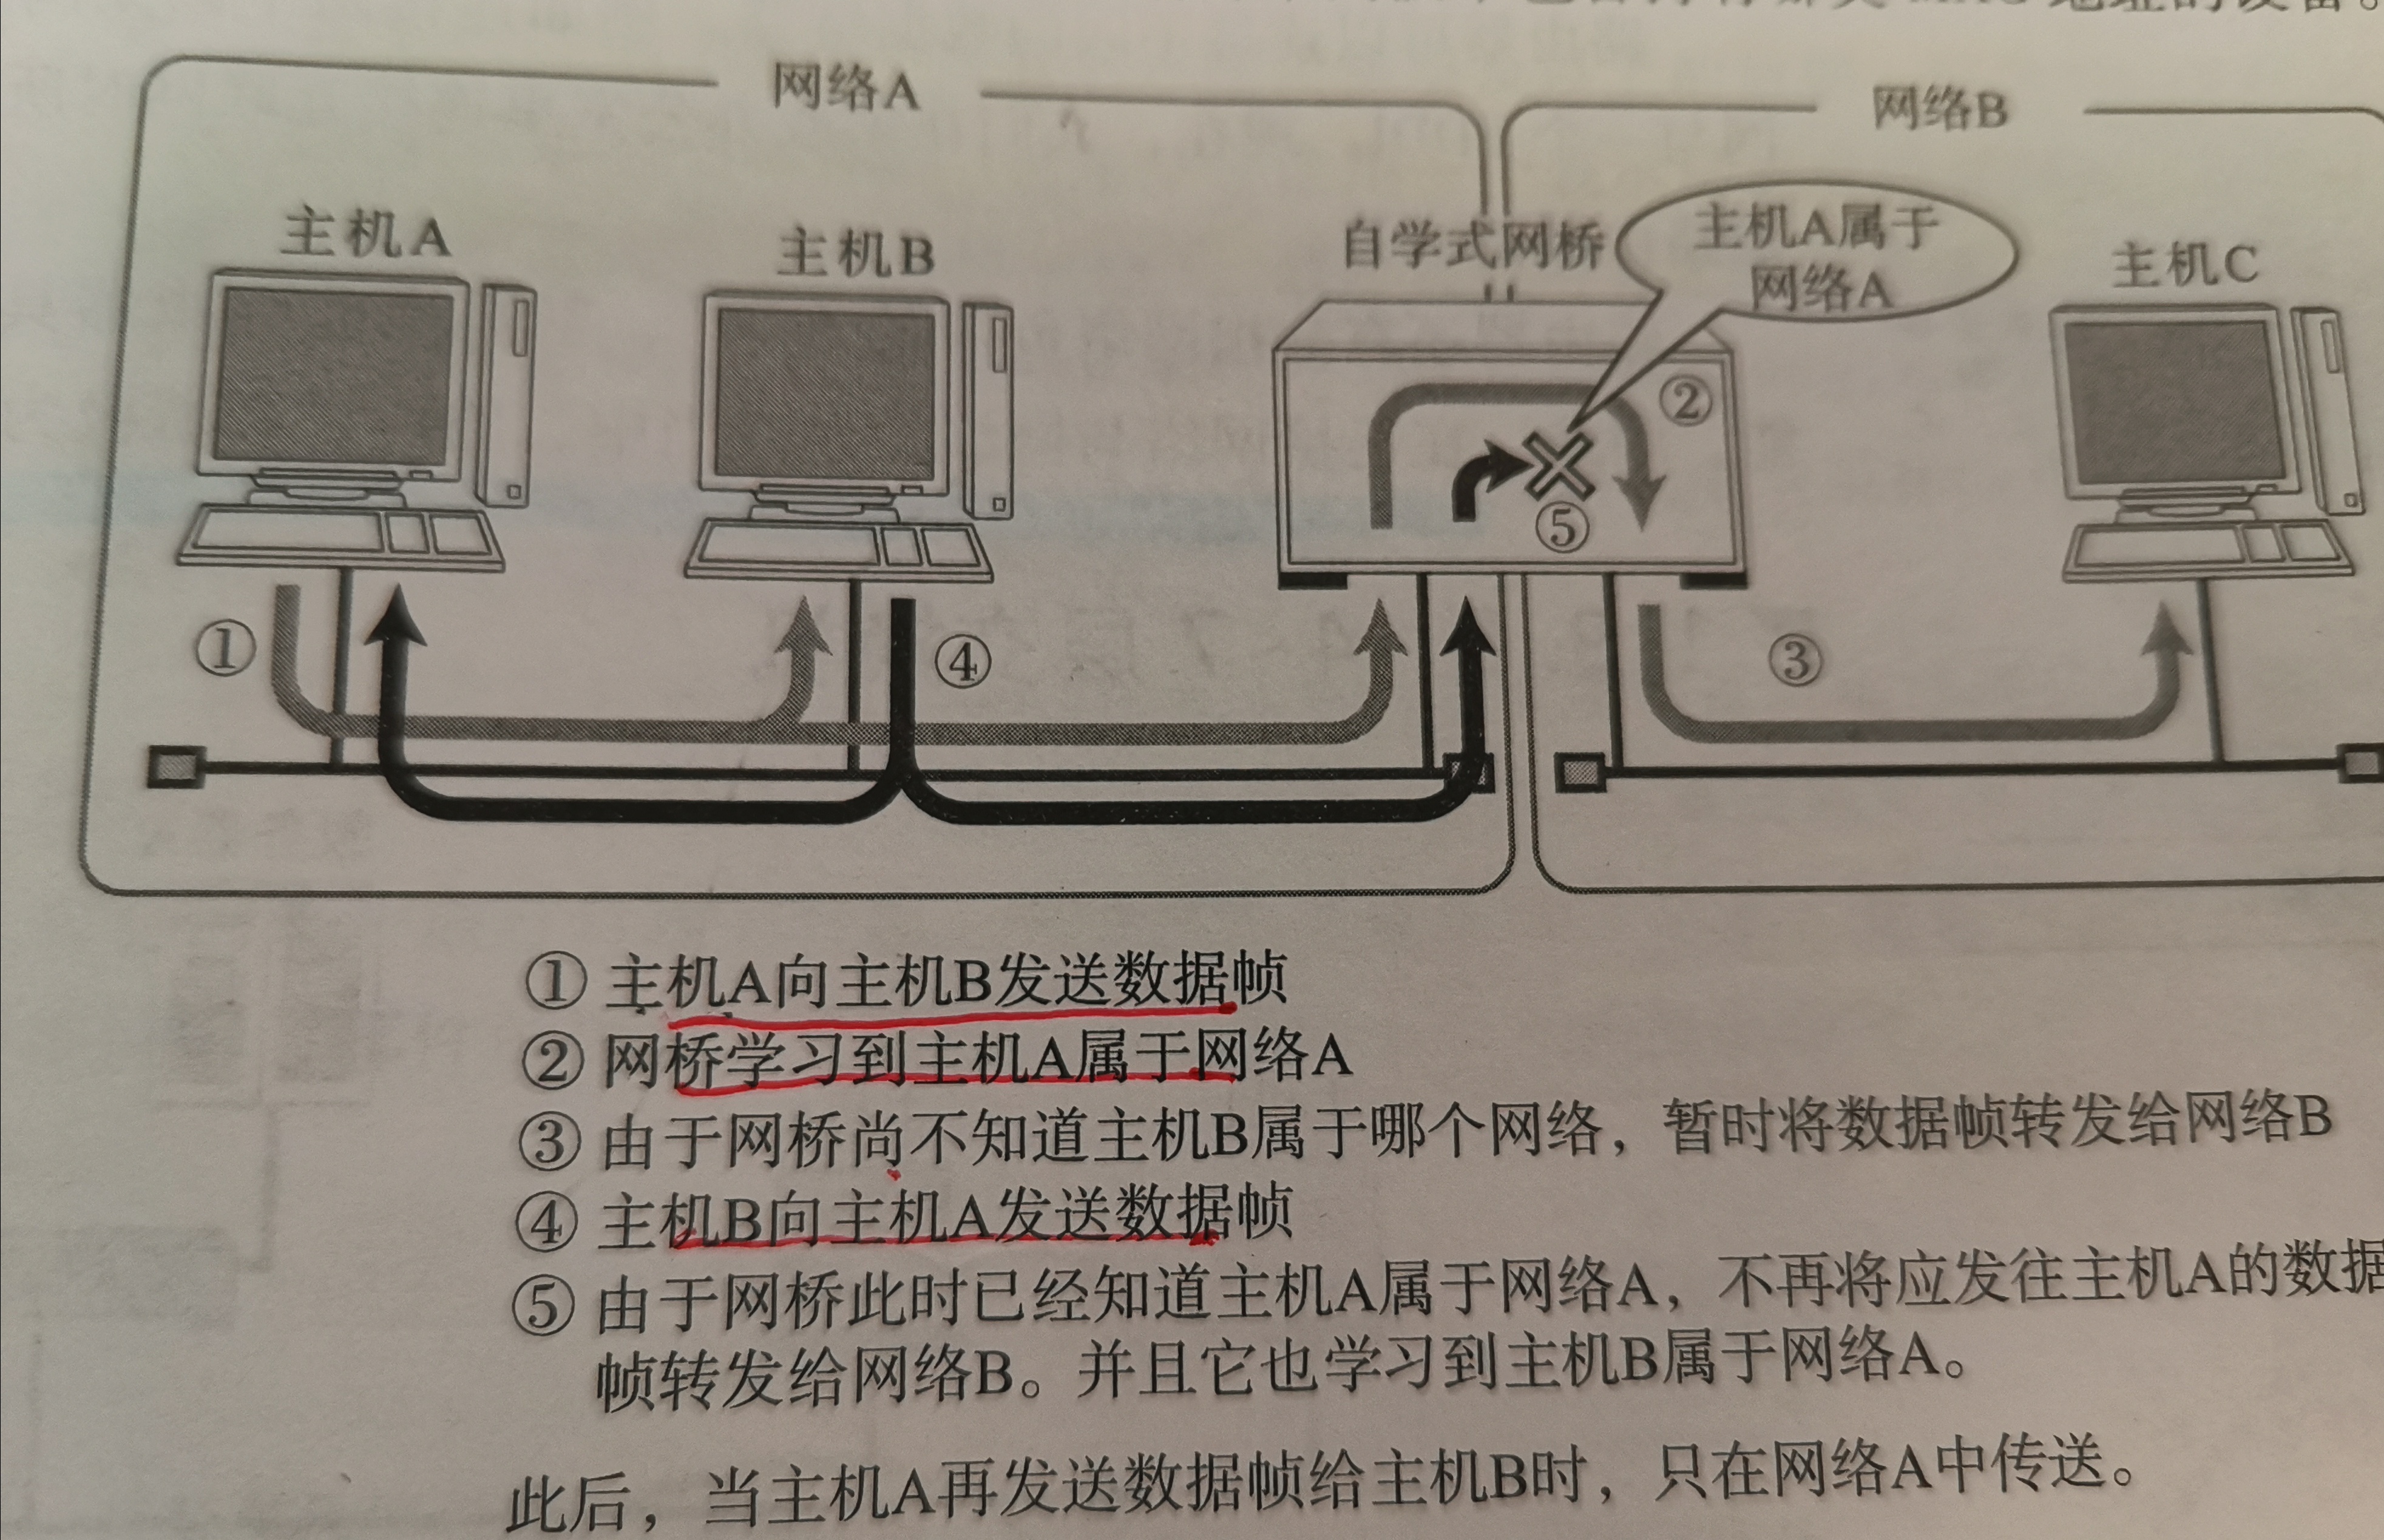 网络A
网络B
主机A
主机B
自学式网桥
主机A属于
网络A
主机C
②
⑤
①
④
③
① 主机A向主机B发送数据帧
② 网桥学习到主机A属于网络A
③ 由于网桥尚不知道主机B属于哪个网络，暂时将数据帧转发给网络B
④ 主机B向主机A发送数据帧
⑤ 由于网桥此时已经知道主机A属于网络A，不再将应发往主机A的数据
帧转发给网络B。并且它也学习到主机B属于网络A。
此后，当主机A再发送数据帧给主机B时，只在网络A中传送。